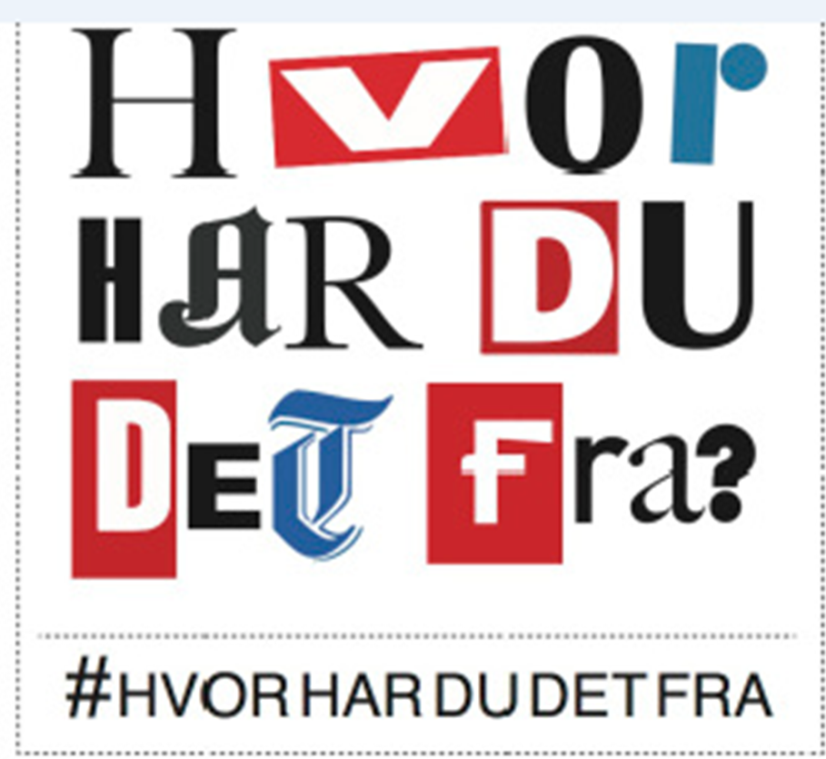 Hvor
HAR DU
DET Fra?
#HVOR HAR DU DET FRA